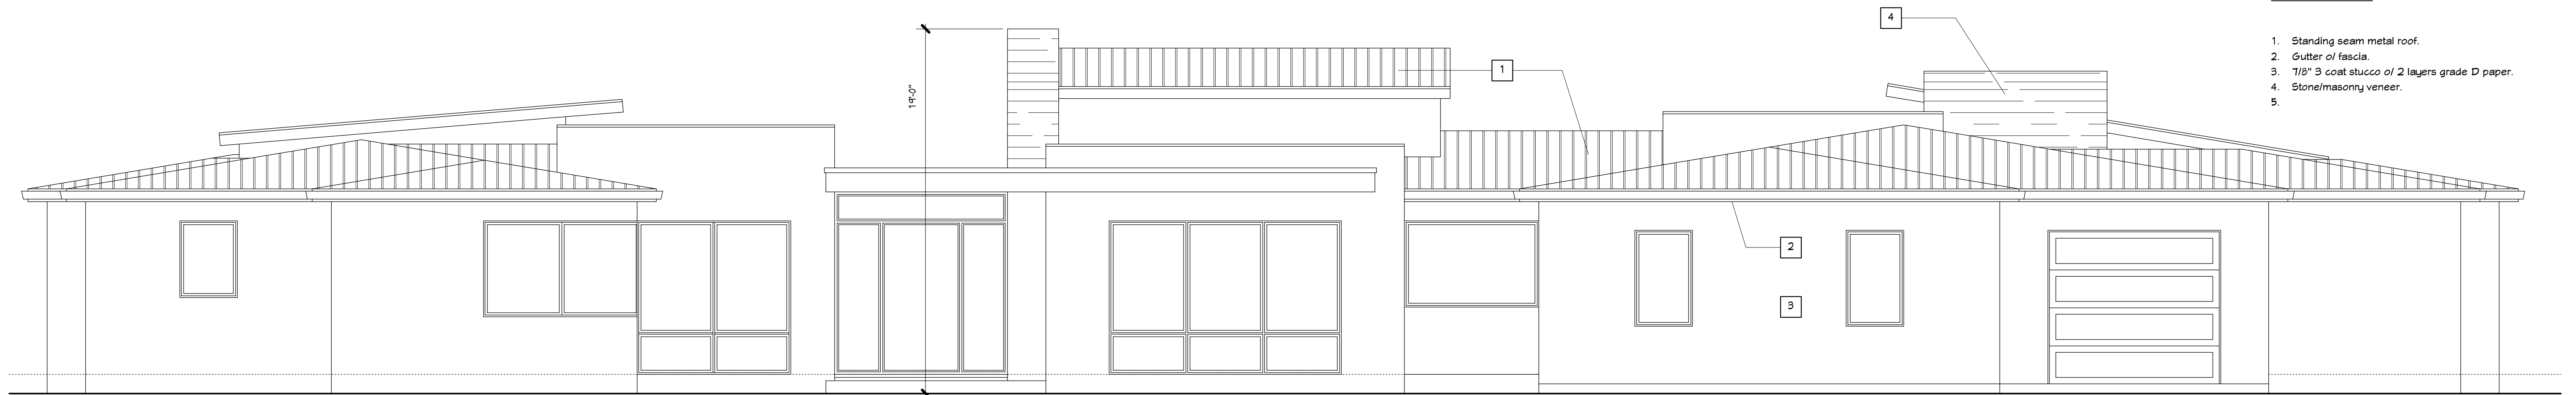 4
1. Standing seam metal roof.
2. Gutter o/ fascia.
3. 7/8" 3 coat stucco o/ 2 layers grade D paper.
4. Stone/masonry veneer.
5.
1
19'-0"
2
3